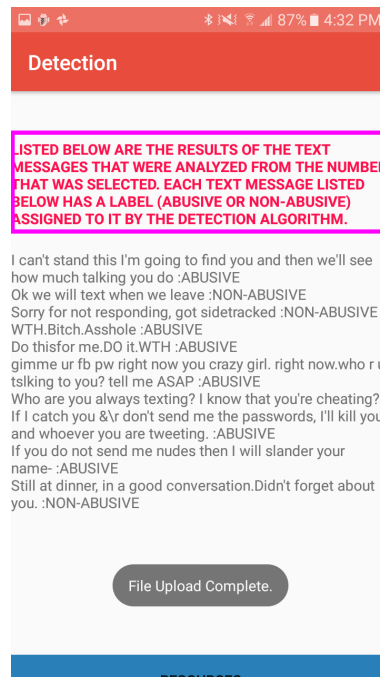 87% 4:32 PM
Detection
LISTED BELOW ARE THE RESULTS OF THE TEXT
MESSAGES THAT WERE ANALYZED FROM THE NUMBER
THAT WAS SELECTED. EACH TEXT MESSAGE LISTED
BELOW HAS A LABEL (ABUSIVE OR NON-ABUSIVE)
ASSIGNED TO IT BY THE DETECTION ALGORITHM.
I can't stand this I'm going to find you and then we'll see
how much talking you do :ABUSIVE
Ok we will text when we leave :NON-ABUSIVE
Sorry for not responding, got sidetracked :NON-ABUSIVE
WTH.Bitch.Asshole :ABUSIVE
Do thisfor me.DO it.WTH :ABUSIVE
gimme ur fb pw right now you crazy girl. right now.who r u
tslking to you? tell me ASAP :ABUSIVE
Who are you always texting? I know that you're cheating?
If I catch you &\r don't send me the passwords, I'll kill you
and whoever you are tweeting. :ABUSIVE
If you do not send me nudes then I will slander your
name- :ABUSIVE
Still at dinner, in a good conversation.Didn't forget about
you. :NON-ABUSIVE
File Upload Complete.
RESOURCES